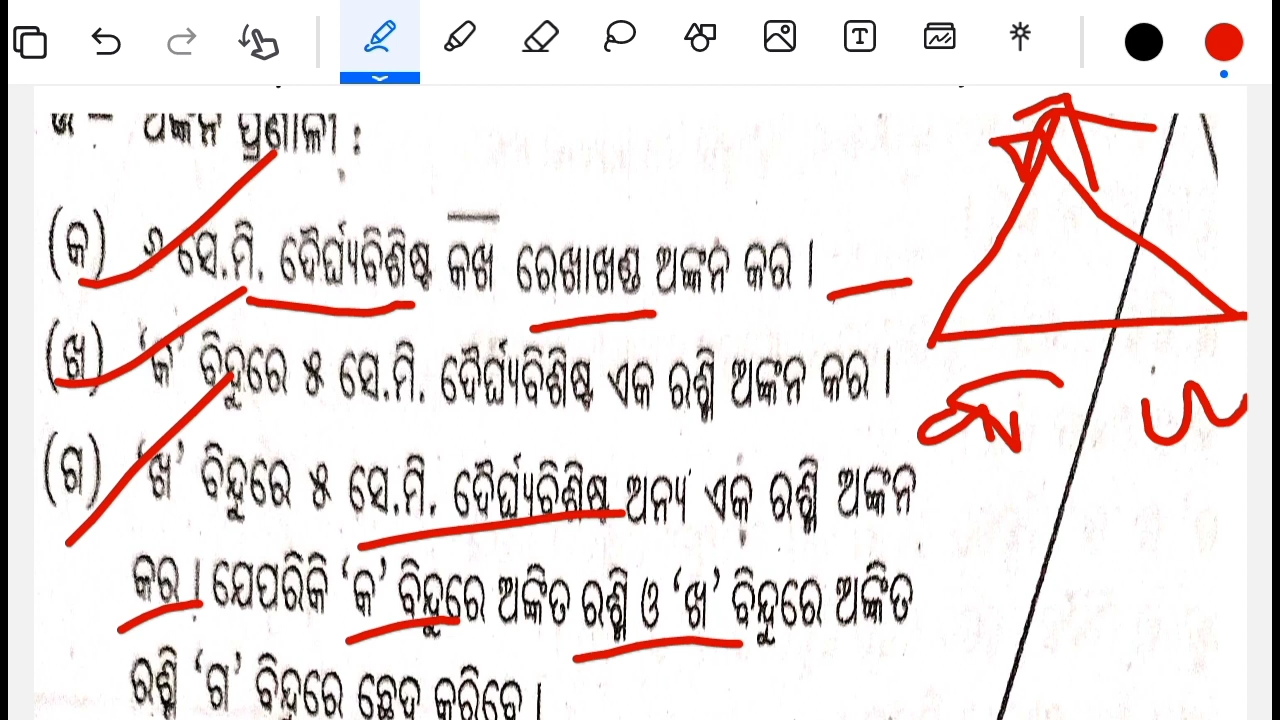 ଅଙ୍କନ ପ୍ରଣାଳୀ :
(କ) ୬ ସେ.ମି. ଦୈର୍ଘ୍ୟବିଶିଷ୍ଟ କଖ ରେଖାଖଣ୍ଡ ଅଙ୍କନ କର ।
(ଖ) ‘କ’ ବିନ୍ଦୁରେ ୫ ସେ.ମି. ଦୈର୍ଘ୍ୟବିଶିଷ୍ଟ ଏକ ରଶ୍ମି ଅଙ୍କନ କର ।
(ଗ) ‘ଖ’ ବିନ୍ଦୁରେ ୫ ସେ.ମି. ଦୈର୍ଘ୍ୟବିଶିଷ୍ଟ ଅନ୍ୟ ଏକ ରଶ୍ମି ଅଙ୍କନ
କର । ଯେପରିକି ‘କ’ ବିନ୍ଦୁରେ ଅଙ୍କିତ ରଶ୍ମି ଓ ‘ଖ’ ବିନ୍ଦୁରେ ଅଙ୍କିତ
ରଶ୍ମି ‘ଗ’ ବିନ୍ଦୁରେ ଛେଦ କରିବେ ।